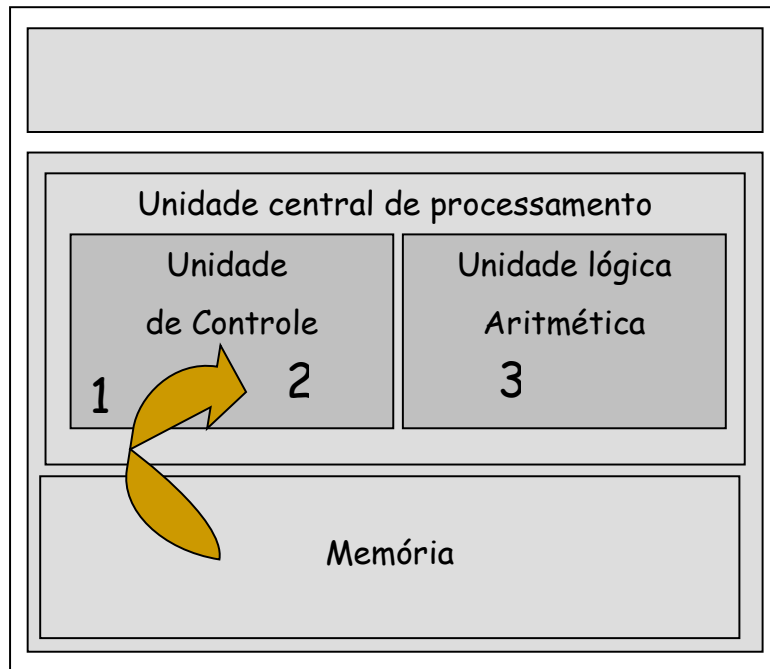 Unidade central de processamento
Unidade
de Controle
Unidade lógica
Aritmética
1
2
3
Memória